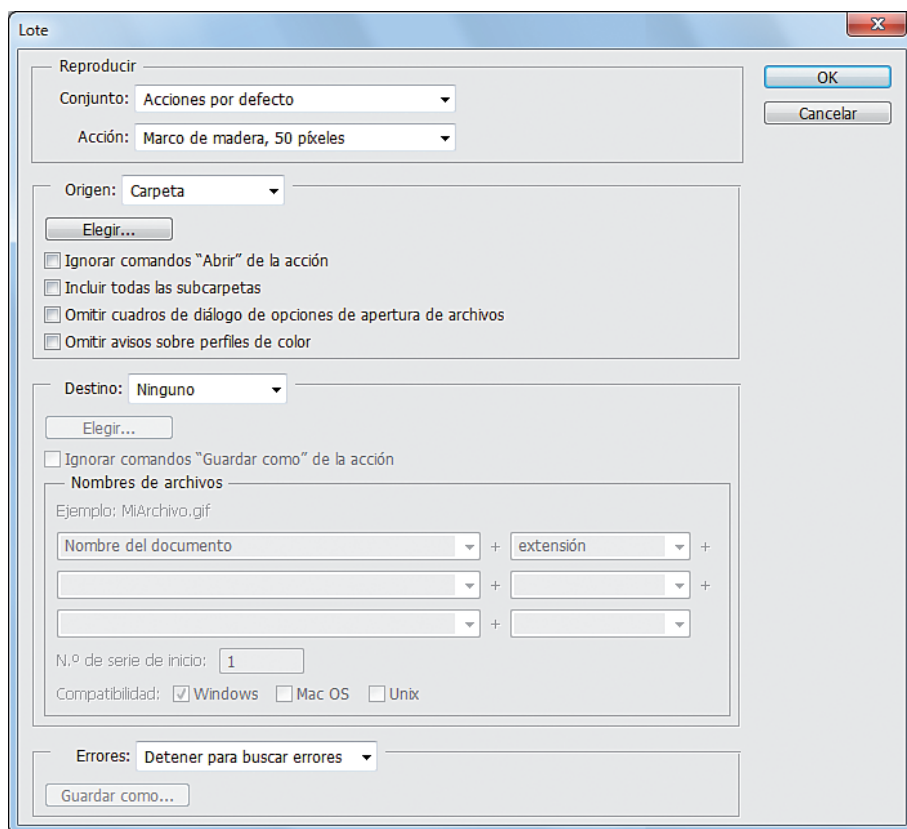 Lote
Reproducir
Conjunto: Acciones por defecto
Acción: Marco de madera, 50 píxeles
OK
Cancelar
Origen: Carpeta
Elegir...
Ignorar comandos “Abrir” de la acción
Incluir todas las subcarpetas
Omitir cuadros de diálogo de opciones de apertura de archivos
Omitir avisos sobre perfiles de color
Destino: Ninguno
Elegir...
Ignorar comandos “Guardar como” de la acción
Nombres de archivos
Ejemplo: MiArchivo.gif
Nombre del documento + extensión +
+ +
+
N.º de serie de inicio: 1
Compatibilidad: Windows Mac OS Unix
Errores: Detener para buscar errores
Guardar como...